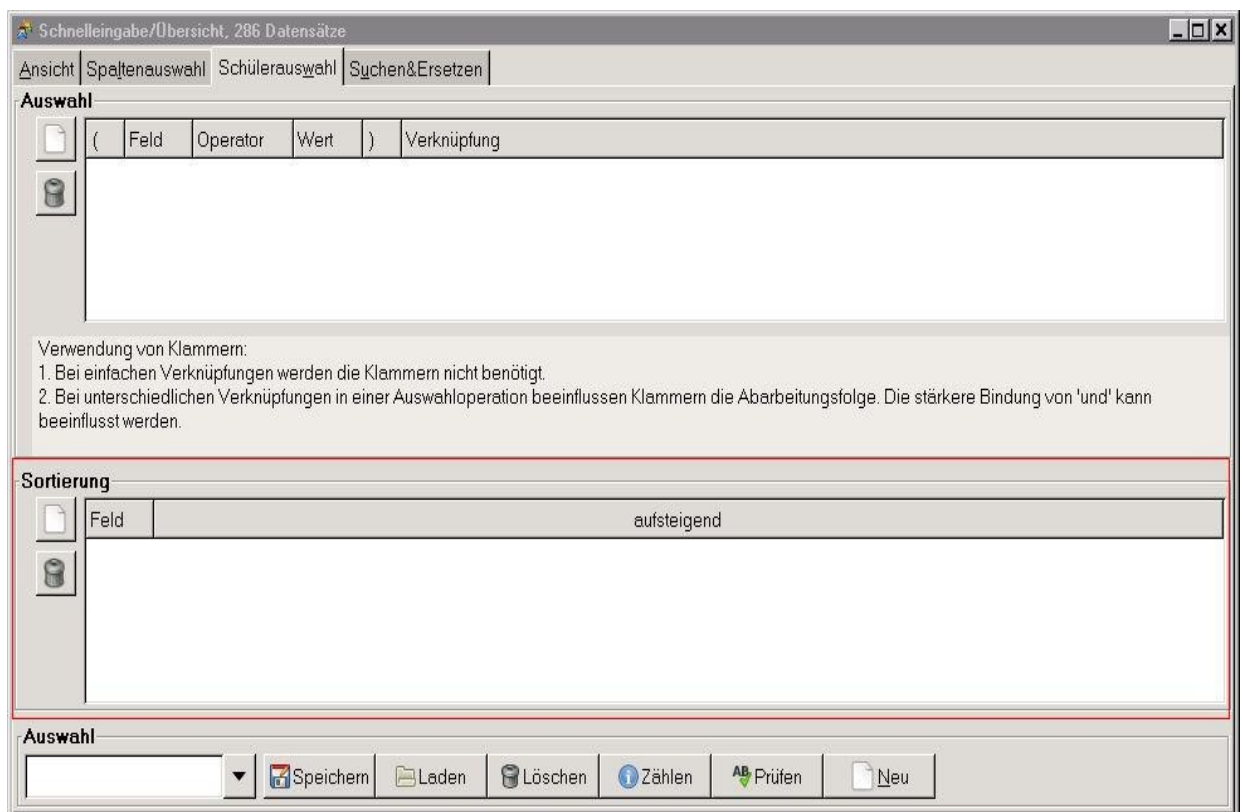 Schnelleingabe/Übersicht, 286 Datensätze
Ansicht Spaltenauswahl Schülerauswahl Suchen&Ersetzen
Auswahl
( Feld Operator Wert ) Verknüpfung
Verwendung von Klammern:
1. Bei einfachen Verknüpfungen werden die Klammern nicht benötigt.
2. Bei unterschiedlichen Verknüpfungen in einer Auswahloperation beeinflussen Klammern die Abarbeitungsfolge. Die stärkere Bindung von 'und' kann
beeinflusst werden.
Sortierung
Feld aufsteigend
Auswahl
Speichern Laden Löschen Zählen AB Prüfen Neu